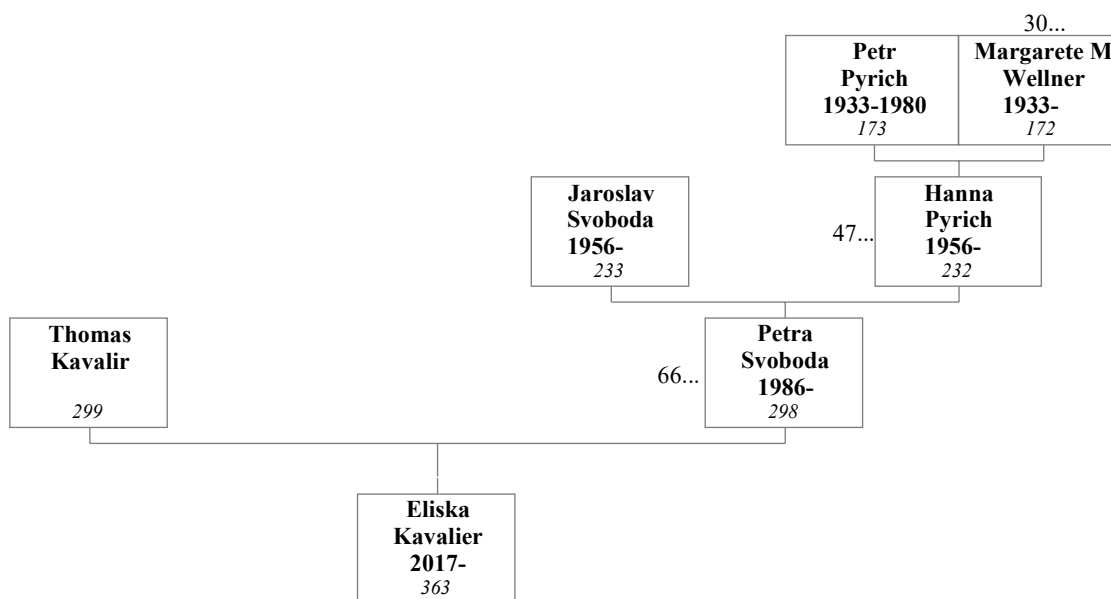 30...
Petr
Pyrich
1933-1980
173
Margarete M
Wellner
1933-
172
Jaroslav
Svoboda
1956-
233
47...
Hanna
Pyrich
1956-
232
Thomas
Kavalir
299
66...
Petra
Svoboda
1986-
298
Eliska
Kavalier
2017-
363